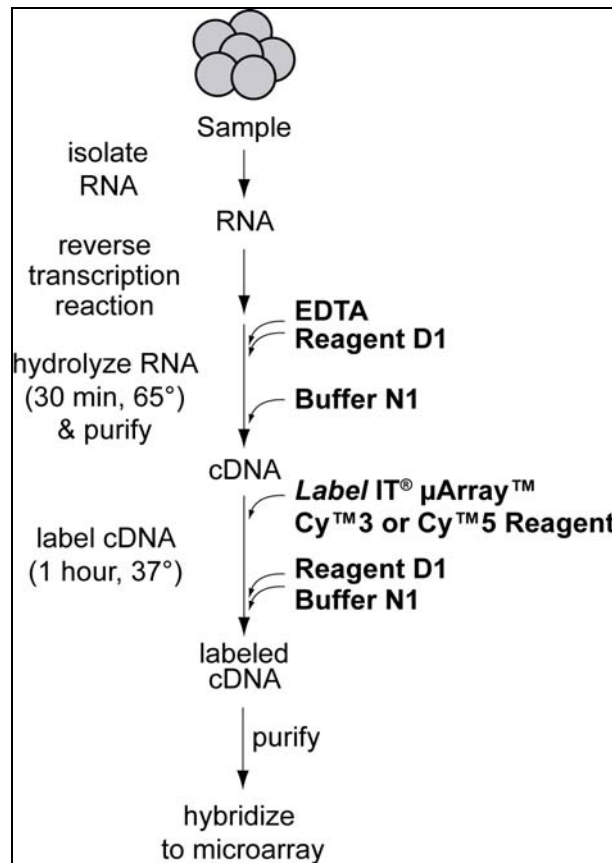 Sample
isolate
RNA
RNA
reverse
transcription
reaction
EDTA
Reagent D1
hydrolyze RNA
(30 min, 65°)
& purify
Buffer N1
cDNA
Label IT® µArray™
Cy™3 or Cy™5 Reagent
label cDNA
(1 hour, 37°)
Reagent D1
Buffer N1
labeled
cDNA
purify
hybridize
to microarray